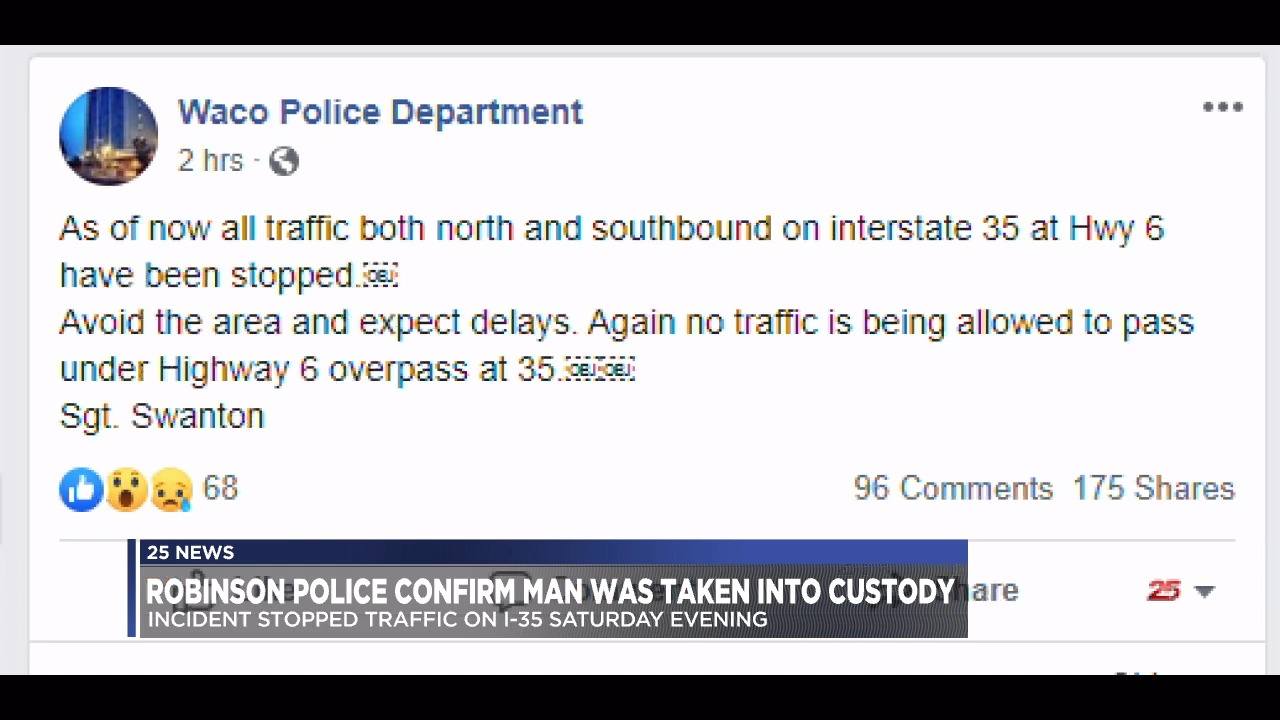 Waco Police Department
2 hrs ·
As of now all traffic both north and southbound on interstate 35 at Hwy 6
have been stopped.￼
Avoid the area and expect delays. Again no traffic is being allowed to pass
under Highway 6 overpass at 35.￼￼
Sgt. Swanton
68
96 Comments 175 Shares
25 NEWS
ROBINSON POLICE CONFIRM MAN WAS TAKEN INTO CUSTODY
INCIDENT STOPPED TRAFFIC ON I-35 SATURDAY EVENING
hare
25